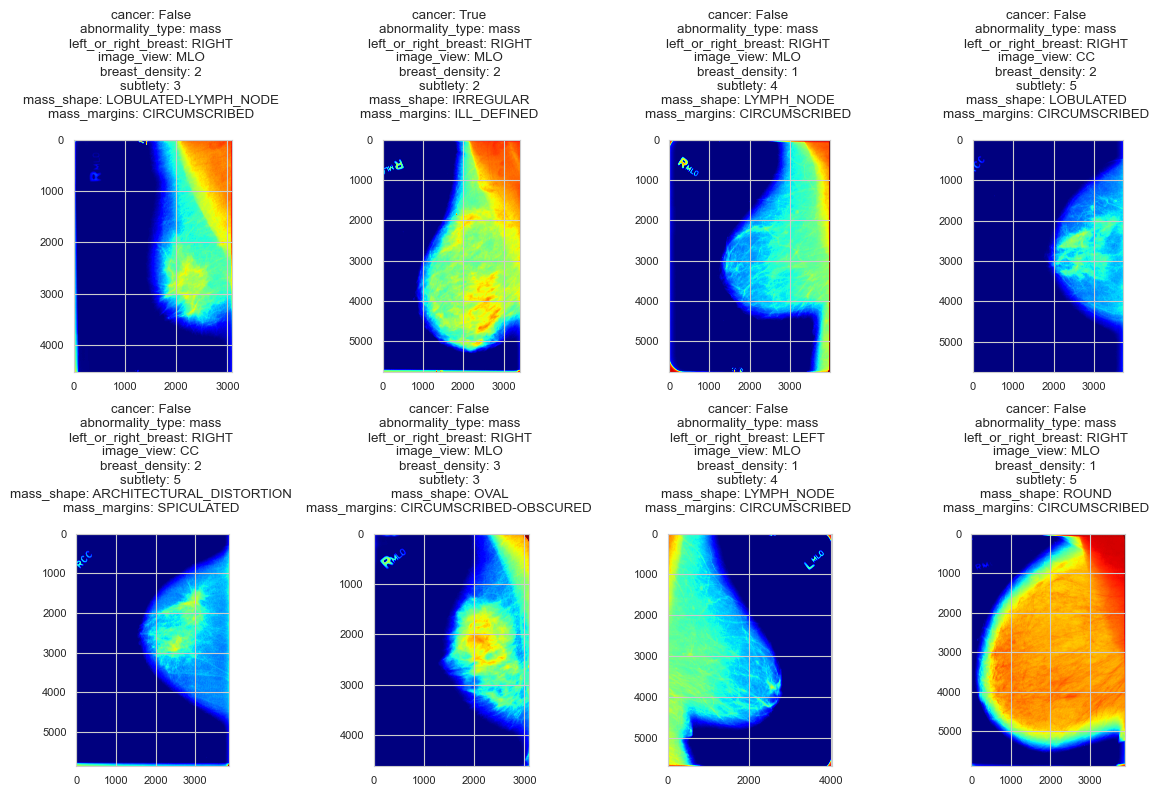 cancer: False
abnormality_type: mass
left_or_right_breast: RIGHT
image_view: MLO
breast_density: 2
subtlety: 3
mass_shape: LOBULATED-LYMPH_NODE
mass_margins: CIRCUMSCRIBED
0
1000
2000
3000
4000
0
1000
2000
3000
cancer: True
abnormality_type: mass
left_or_right_breast: RIGHT
image_view: MLO
breast_density: 2
subtlety: 2
mass_shape: IRREGULAR
mass_margins: ILL_DEFINED
R
0
1000
2000
3000
4000
5000
0
1000
2000
3000
cancer: False
abnormality_type: mass
left_or_right_breast: RIGHT
image_view: MLO
breast_density: 1
subtlety: 4
mass_shape: LYMPH_NODE
mass_margins: CIRCUMSCRIBED
R MLO
0
1000
2000
3000
4000
5000
0
1000
2000
3000
cancer: False
abnormality_type: mass
left_or_right_breast: RIGHT
image_view: CC
breast_density: 2
subtlety: 5
mass_shape: LOBULATED
mass_margins: CIRCUMSCRIBED
0
1000
2000
3000
4000
5000
0
1000
2000
3000
cancer: False
abnormality_type: mass
left_or_right_breast: RIGHT
image_view: CC
breast_density: 2
subtlety: 5
mass_shape: ARCHITECTURAL_DISTORTION
mass_margins: SPICULATED
RCC
0
1000
2000
3000
4000
5000
0
1000
2000
3000
cancer: False
abnormality_type: mass
left_or_right_breast: RIGHT
image_view: MLO
breast_density: 3
subtlety: 3
mass_shape: OVAL
mass_margins: CIRCUMSCRIBED-OBSCURED
R MLO
0
1000
2000
3000
4000
0
1000
2000
3000
cancer: False
abnormality_type: mass
left_or_right_breast: LEFT
image_view: MLO
breast_density: 1
subtlety: 4
mass_shape: LYMPH_NODE
mass_margins: CIRCUMSCRIBED
L MLO
0
1000
2000
3000
4000
5000
0
2000
4000
cancer: False
abnormality_type: mass
left_or_right_breast: RIGHT
image_view: MLO
breast_density: 1
subtlety: 5
mass_shape: ROUND
mass_margins: CIRCUMSCRIBED
0
1000
2000
3000
4000
5000
0
1000
2000
3000